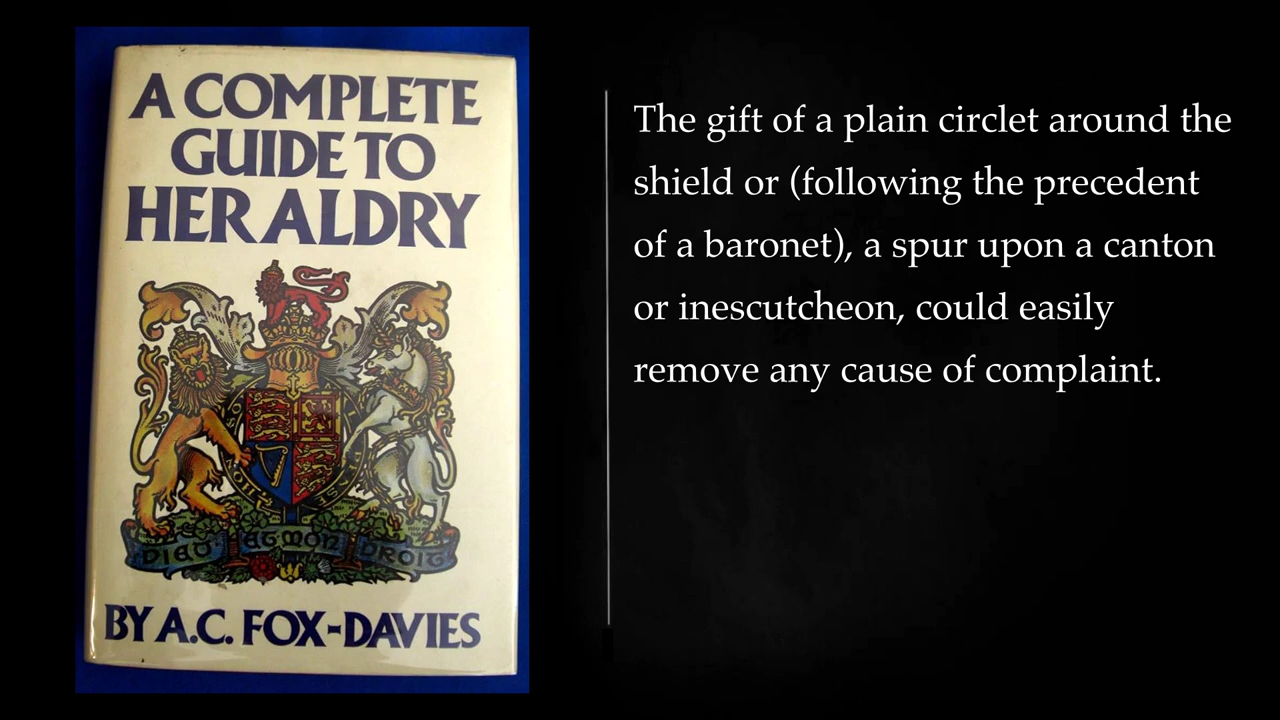 A COMPLETE
GUIDE TO
HERALDRY
DIEU ET MON DROIT
BY A.C. FOX-DAVIES
The gift of a plain circlet around the
shield or (following the precedent
of a baronet), a spur upon a canton
or inescutcheon, could easily
remove any cause of complaint.